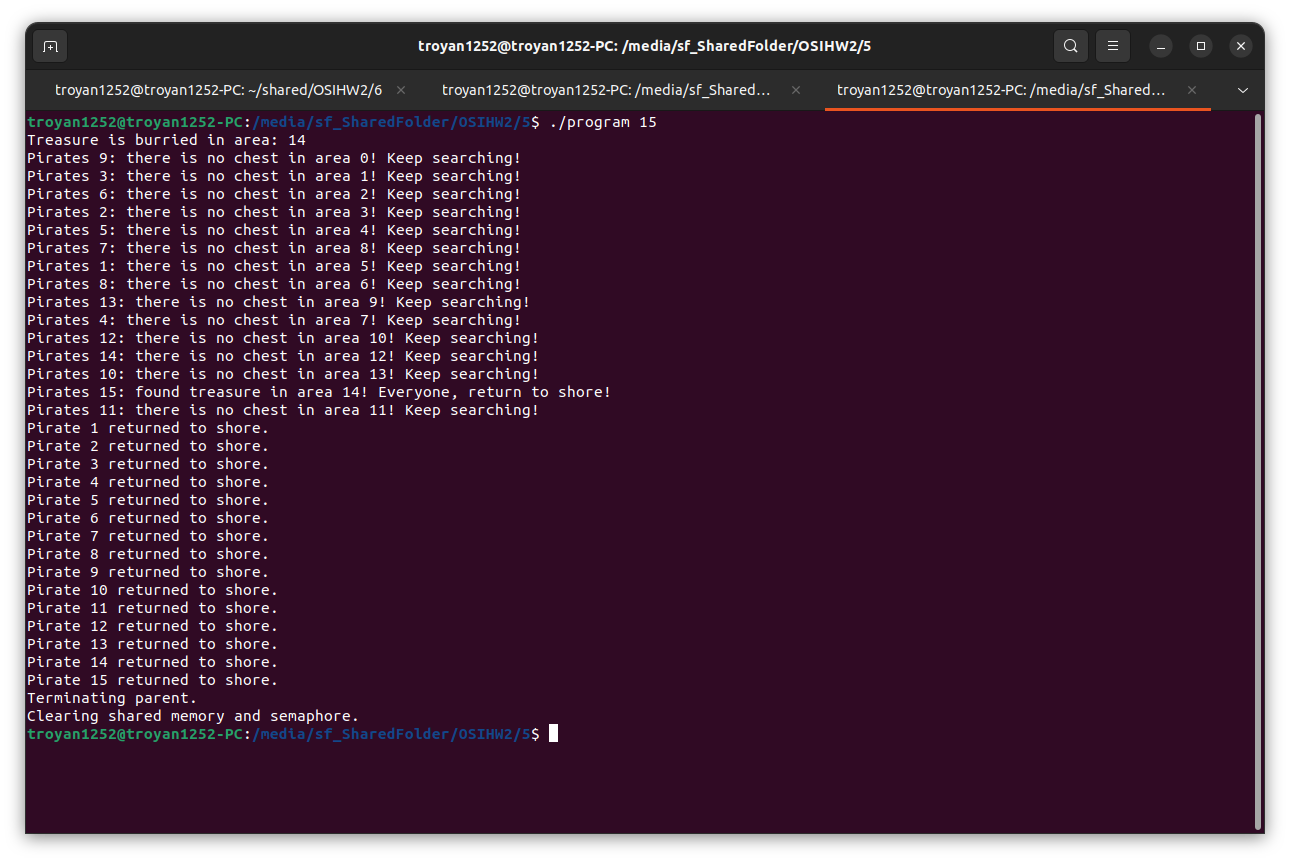 troyan1252@troyan1252-PC: /media/sf_SharedFolder/OSIHW2/5
troyan1252@troyan1252-PC: ~/shared/OSIHW2/6
troyan1252@troyan1252-PC: /media/sf_Shared...
troyan1252@troyan1252-PC: /media/sf_Shared...
troyan1252@troyan1252-PC:/media/sf_SharedFolder/OSIHW2/5$ ./program 15
Treasure is burried in area: 14
Pirates 9: there is no chest in area 0! Keep searching!
Pirates 3: there is no chest in area 1! Keep searching!
Pirates 6: there is no chest in area 2! Keep searching!
Pirates 2: there is no chest in area 3! Keep searching!
Pirates 5: there is no chest in area 4! Keep searching!
Pirates 7: there is no chest in area 8! Keep searching!
Pirates 1: there is no chest in area 5! Keep searching!
Pirates 8: there is no chest in area 6! Keep searching!
Pirates 13: there is no chest in area 9! Keep searching!
Pirates 4: there is no chest in area 7! Keep searching!
Pirates 12: there is no chest in area 10! Keep searching!
Pirates 14: there is no chest in area 12! Keep searching!
Pirates 10: there is no chest in area 13! Keep searching!
Pirates 15: found treasure in area 14! Everyone, return to shore!
Pirates 11: there is no chest in area 11! Keep searching!
Pirate 1 returned to shore.
Pirate 2 returned to shore.
Pirate 3 returned to shore.
Pirate 4 returned to shore.
Pirate 5 returned to shore.
Pirate 6 returned to shore.
Pirate 7 returned to shore.
Pirate 8 returned to shore.
Pirate 9 returned to shore.
Pirate 10 returned to shore.
Pirate 11 returned to shore.
Pirate 12 returned to shore.
Pirate 13 returned to shore.
Pirate 14 returned to shore.
Pirate 15 returned to shore.
Terminating parent.
Clearing shared memory and semaphore.
troyan1252@troyan1252-PC:/media/sf_SharedFolder/OSIHW2/5$